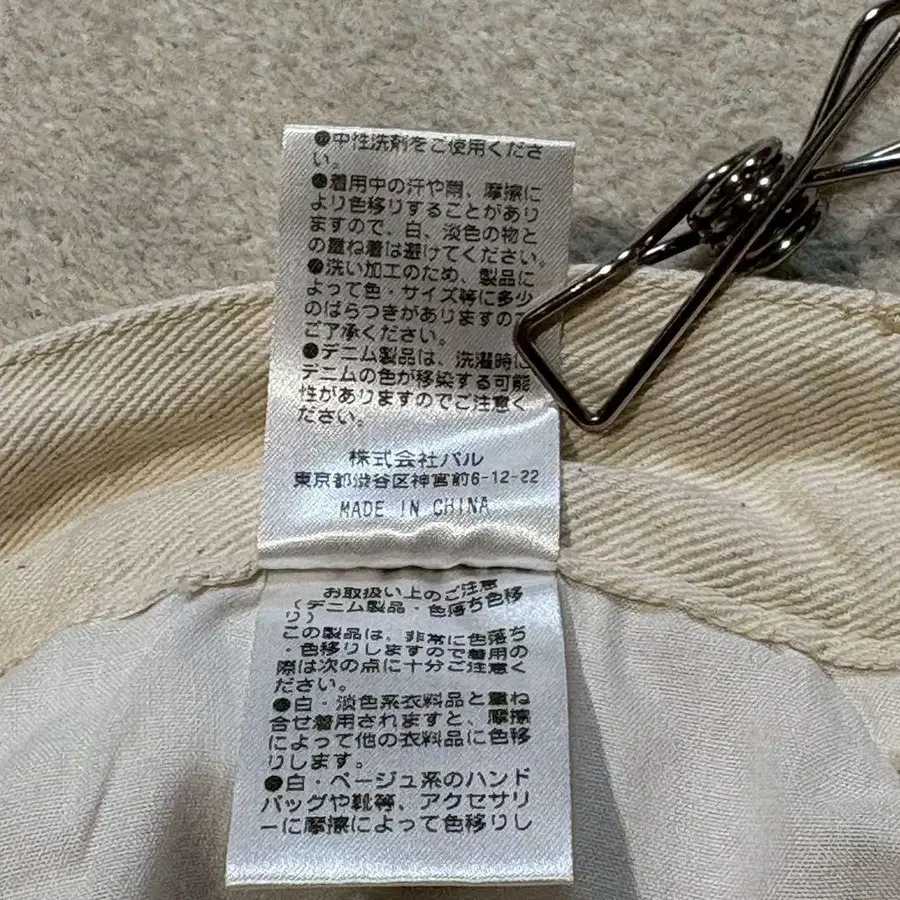 ●中性洗剤をご使用くださ
い。
●着用中の汗や雨、摩擦に
より色移りすることがあり
ますので、白、淡色の物と
の重ね着は避けてください。
●洗い加工のため、製品に
よって色・サイズ等に多少
のばらつきがありますので
ご了承ください。
●デニム製品は、洗濯時に
デニムの色が移染する可能
性がありますのでご注意く
ださい。
株式会社パル
東京都渋谷区神宮前6-12-22
MADE IN CHINA
お取扱い上のご注意
(デニム製品・色落ち色移
り)
この製品は、非常に色落ち
・色移りしますので着用の
際は次の点に十分ご注意く
ださい。
●白・淡色系衣料品と重ね
合せ着用されますと、摩擦
によって他の衣料品に色移
りします。
●白・ベージュ系のハンド
バッグや靴等、アクセサリ
ーに摩擦によって色移りし